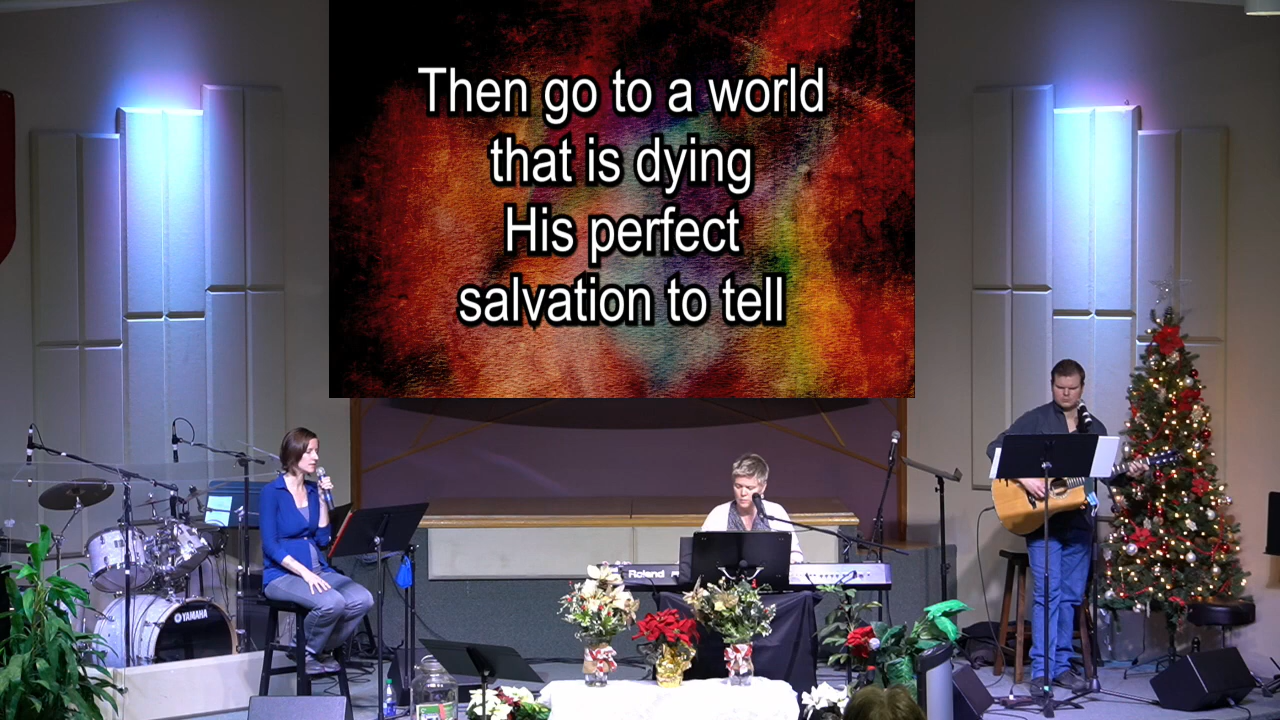 Then go to a world
that is dying
His perfect
salvation to tell
Roland
YAMAHA